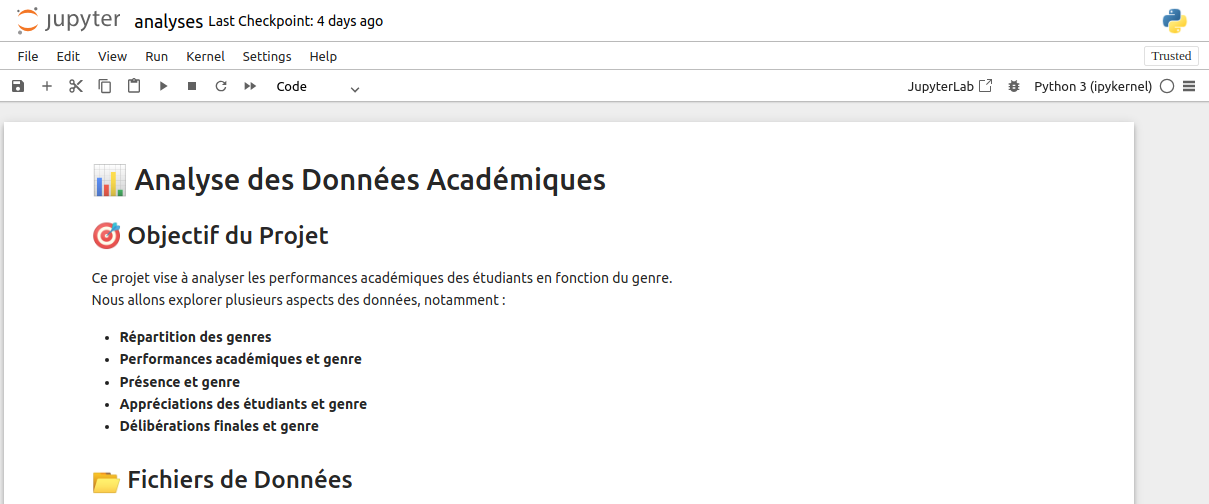 jupyter analyses Last Checkpoint: 4 days ago
File Edit View Run Kernel Settings Help Trusted
Code JupyterLab Python 3 (ipykernel)
Analyse des Données Académiques
Objectif du Projet
Ce projet vise à analyser les performances académiques des étudiants en fonction du genre.
Nous allons explorer plusieurs aspects des données, notamment :
• Répartition des genres
• Performances académiques et genre
• Présence et genre
• Appréciations des étudiants et genre
• Délibérations finales et genre
Fichiers de Données